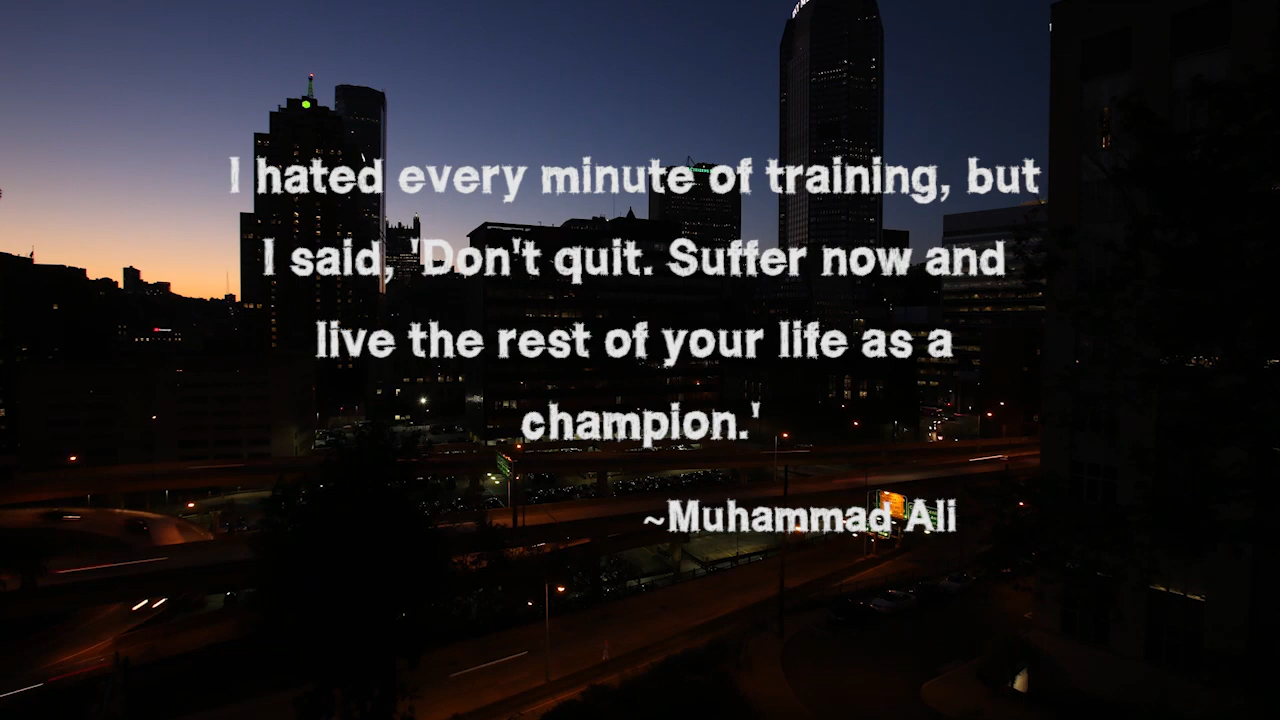 I hated every minute of training, but
I said, 'Don't quit. Suffer now and
live the rest of your life as a
champion.'
~Muhammad Ali